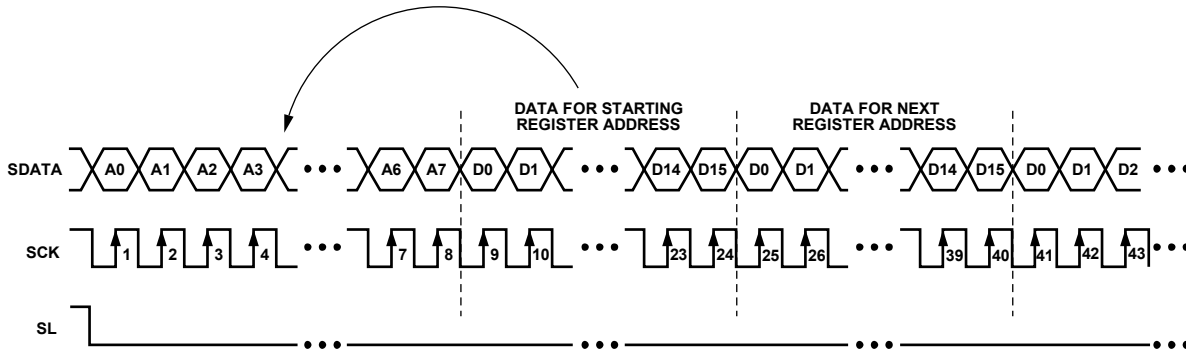 DATA FOR STARTING
REGISTER ADDRESS
DATA FOR NEXT
REGISTER ADDRESS
SDATA A0 A1 A2 A3 A6 A7 D0 D1 D14 D15 D0 D1 D14 D15 D0 D1 D2
SCK 1 2 3 4 7 8 9 10 23 24 25 26 39 40 41 42 43
SL